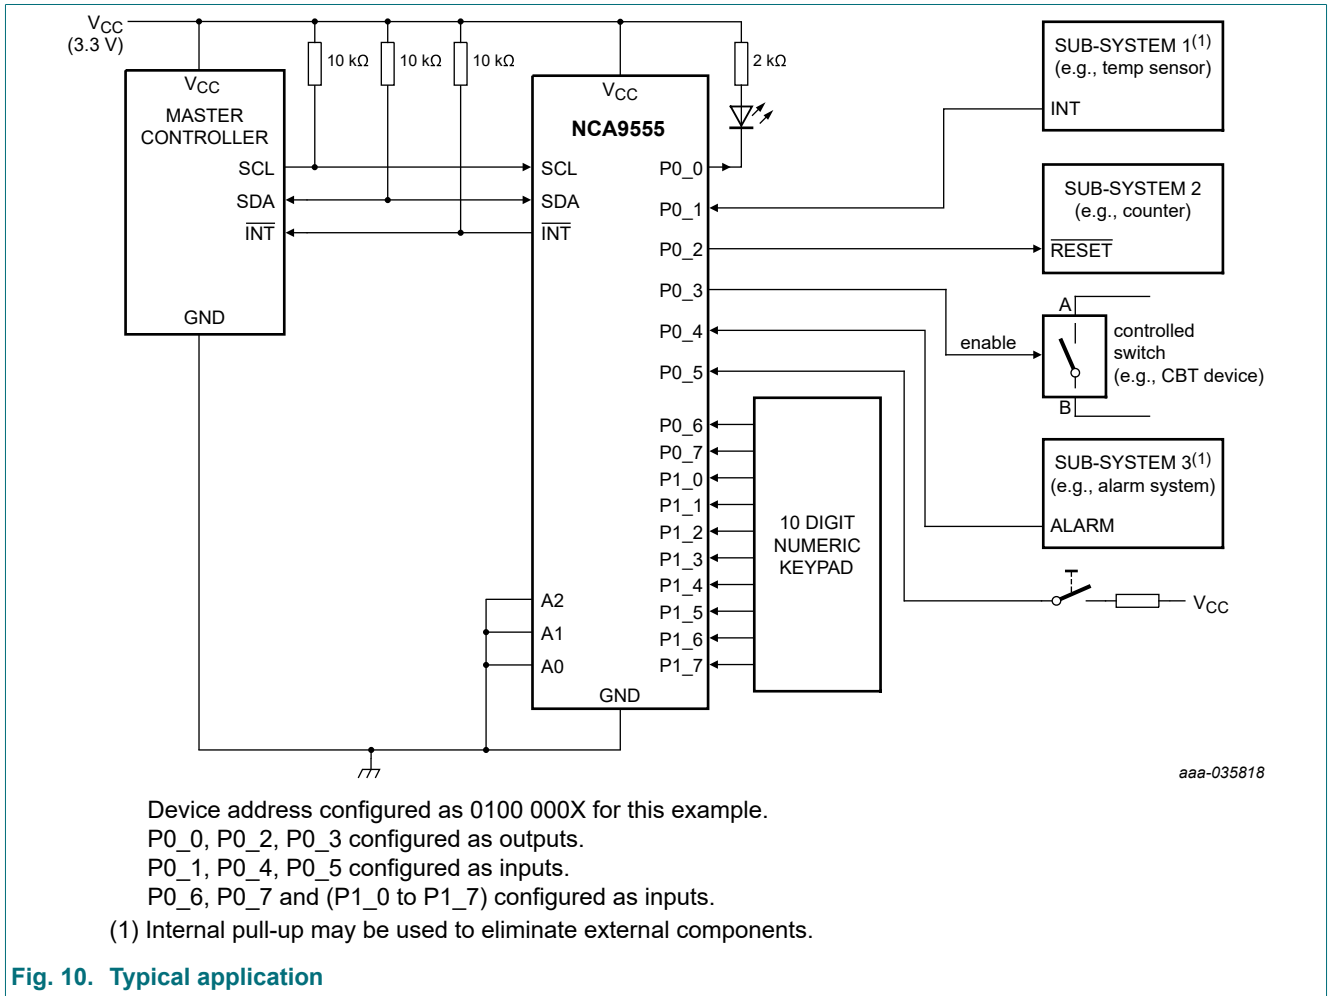 VCC
(3.3 V)
10 kΩ
10 kΩ
10 kΩ
2 kΩ
VCC
MASTER
CONTROLLER
SCL
SDA
INT
GND
VCC
NCA9555
SCL
SDA
INT
A2
A1
A0
GND
P0_0
P0_1
P0_2
P0_3
P0_4
P0_5
P0_6
P0_7
P1_0
P1_1
P1_2
P1_3
P1_4
P1_5
P1_6
P1_7
10 DIGIT
NUMERIC
KEYPAD
SUB-SYSTEM 1(1)
(e.g., temp sensor)
INT
SUB-SYSTEM 2
(e.g., counter)
RESET
A
enable
controlled
switch
(e.g., CBT device)
B
SUB-SYSTEM 3(1)
(e.g., alarm system)
ALARM
VCC
aaa-035818
Device address configured as 0100 000X for this example.
P0_0, P0_2, P0_3 configured as outputs.
P0_1, P0_4, P0_5 configured as inputs.
P0_6, P0_7 and (P1_0 to P1_7) configured as inputs.
(1) Internal pull-up may be used to eliminate external components.
Fig. 10. Typical application